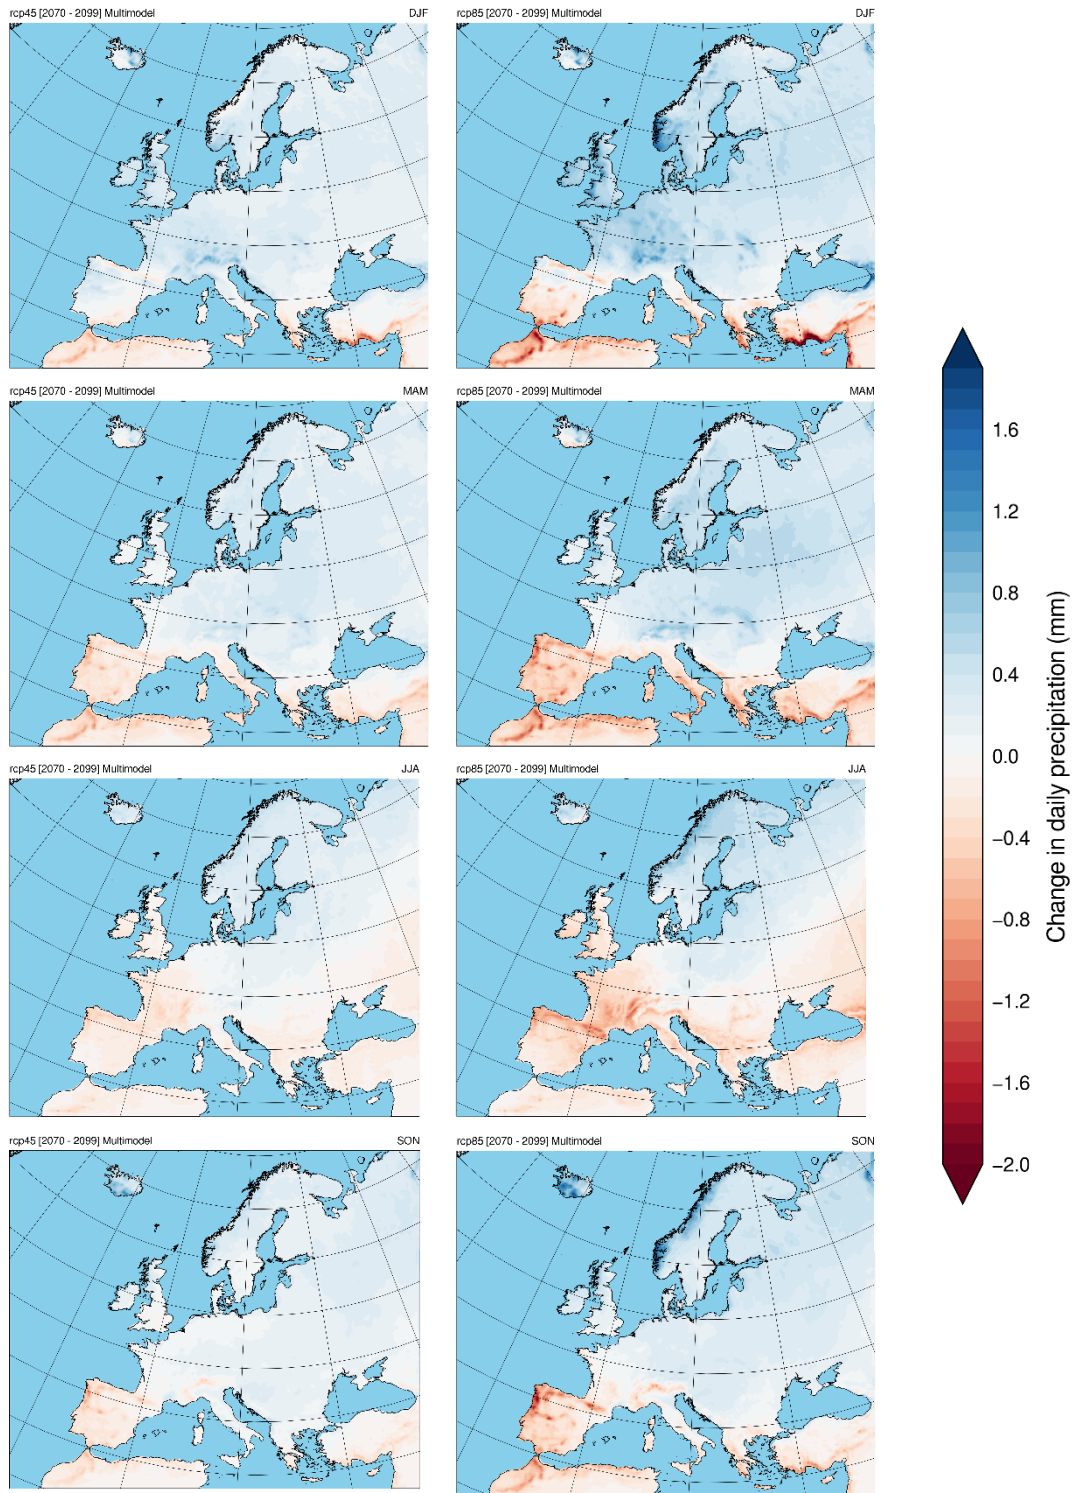 rcp45 [2070 - 2099] Multimodel DJF
rcp85 [2070 - 2099] Multimodel DJF
rcp45 [2070 - 2099] Multimodel MAM
rcp85 [2070 - 2099] Multimodel MAM
rcp45 [2070 - 2099] Multimodel JJA
rcp85 [2070 - 2099] Multimodel JJA
rcp45 [2070 - 2099] Multimodel SON
rcp85 [2070 - 2099] Multimodel SON
1.6
1.2
0.8
0.4
0.0
−0.4
−0.8
−1.2
−1.6
−2.0
Change in daily precipitation (mm)